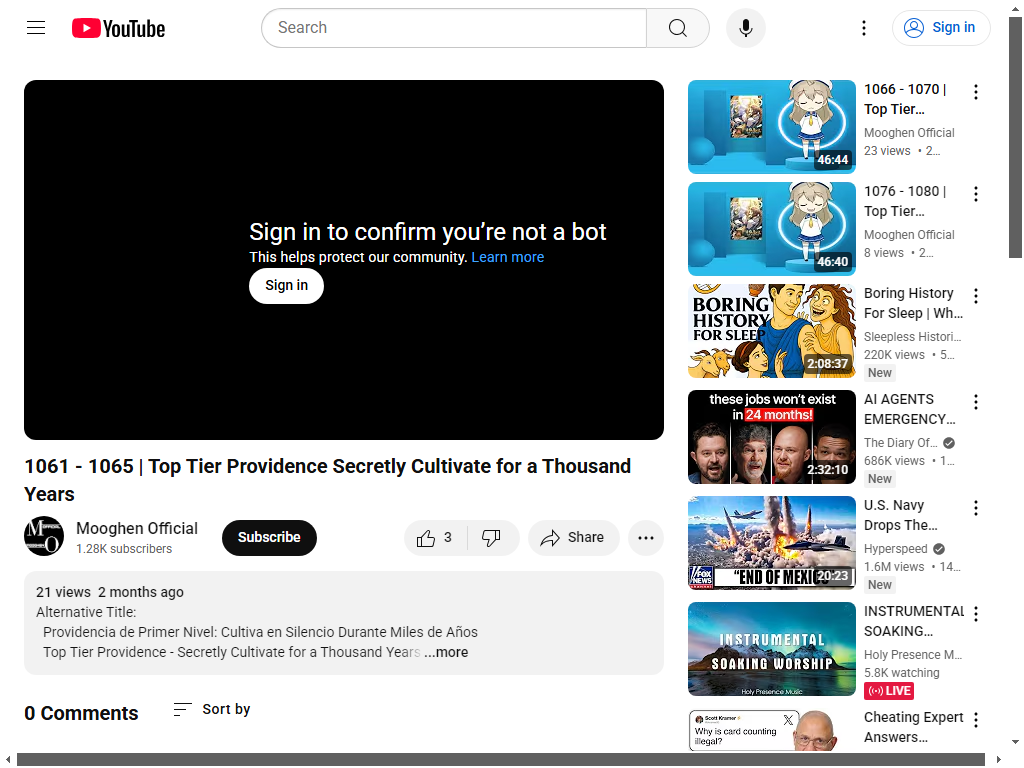 YouTube
Search
Sign in
Sign in to confirm you're not a bot
This helps protect our community. Learn more
Sign in
1061 - 1065 | Top Tier Providence Secretly Cultivate for a Thousand
Years
Mooghen Official
1.28K subscribers
Subscribe
3
Share
21 views 2 months ago
Alternative Title:
Providencia de Primer Nivel: Cultiva en Silencio Durante Miles de Años
Top Tier Providence - Secretly Cultivate for a Thousand Years ...more
0 Comments
Sort by
46:44
1066 - 1070 |
Top Tier…
Mooghen Official
23 views • 2…
46:40
1076 - 1080 |
Top Tier…
Mooghen Official
8 views • 2…
BORING
HISTORY
FOR SLEEP
2:08:37
Boring History
For Sleep | Wh…
Sleepless Histori…
220K views • 5…
New
these jobs won't exist
in 24 months!
2:32:10
AI AGENTS
EMERGENCY…
The Diary Of…
686K views • 1…
New
FOX
NEWS
"END OF MEXIC
20:23
U.S. Navy
Drops The…
Hyperspeed
1.6M views • 14…
New
INSTRUMENTAL
SOAKING WORSHIP
Holy Presence Music
INSTRUMENTAL
SOAKING…
Holy Presence M…
5.8K watching
LIVE
Scott Kramer
X
Why is card counting
illegal?
Cheating Expert
Answers…